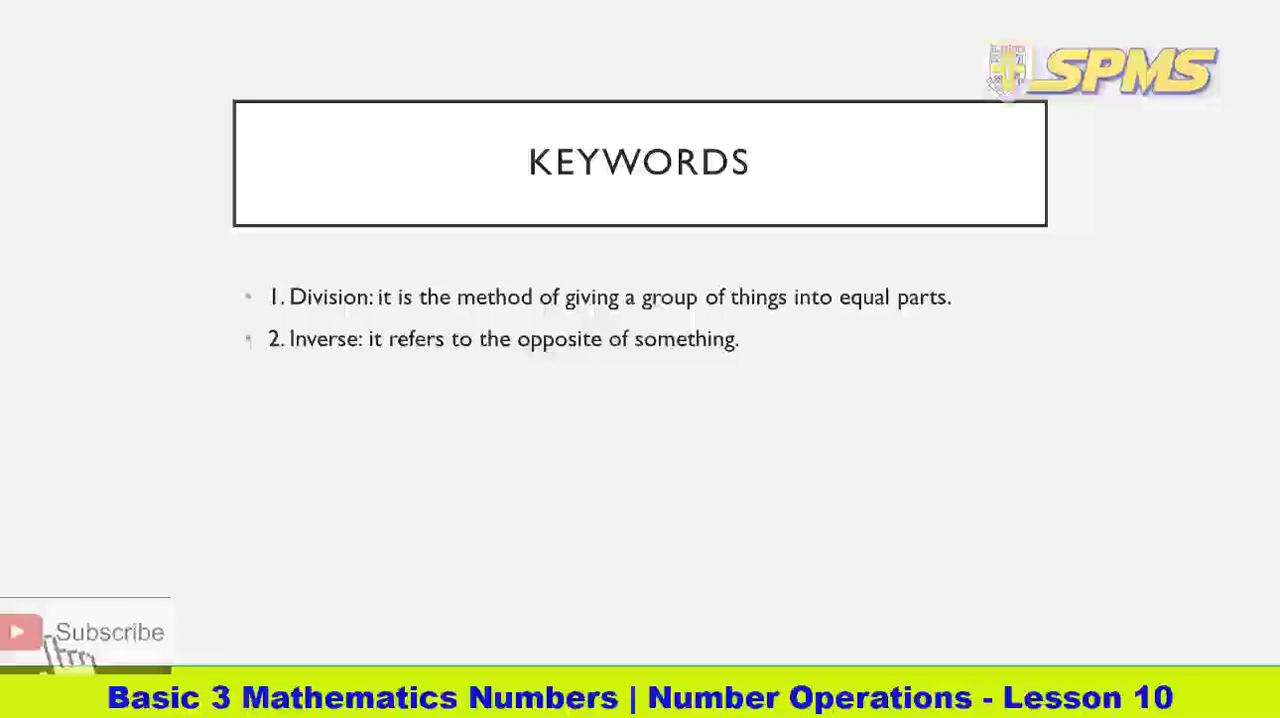 SPMS
KEYWORDS
• 1. Division: it is the method of giving a group of things into equal parts.
• 2. Inverse: it refers to the opposite of something.
Subscribe
Basic 3 Mathematics Numbers | Number Operations - Lesson 10